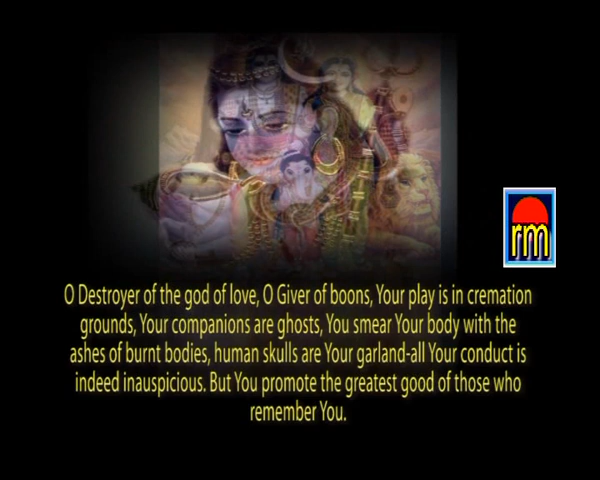 rm
O Destroyer of the god of love, O Giver of boons, Your play is in cremation
grounds, Your companions are ghosts, You smear Your body with the
ashes of burnt bodies, human skulls are Your garland-all Your conduct is
indeed inauspicious. But You promote the greatest good of those who
remember You.